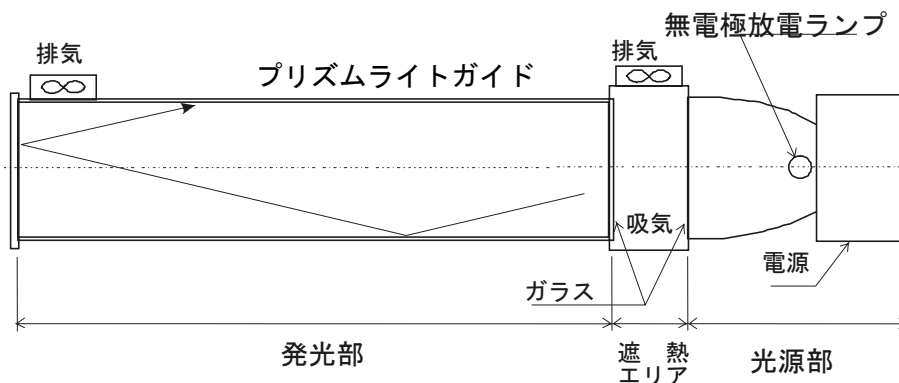 無電極放電ランプ
排気
排気
プリズムライトガイド
吸気
電源
ガラス
発光部
遮 熱
エリア
光源部